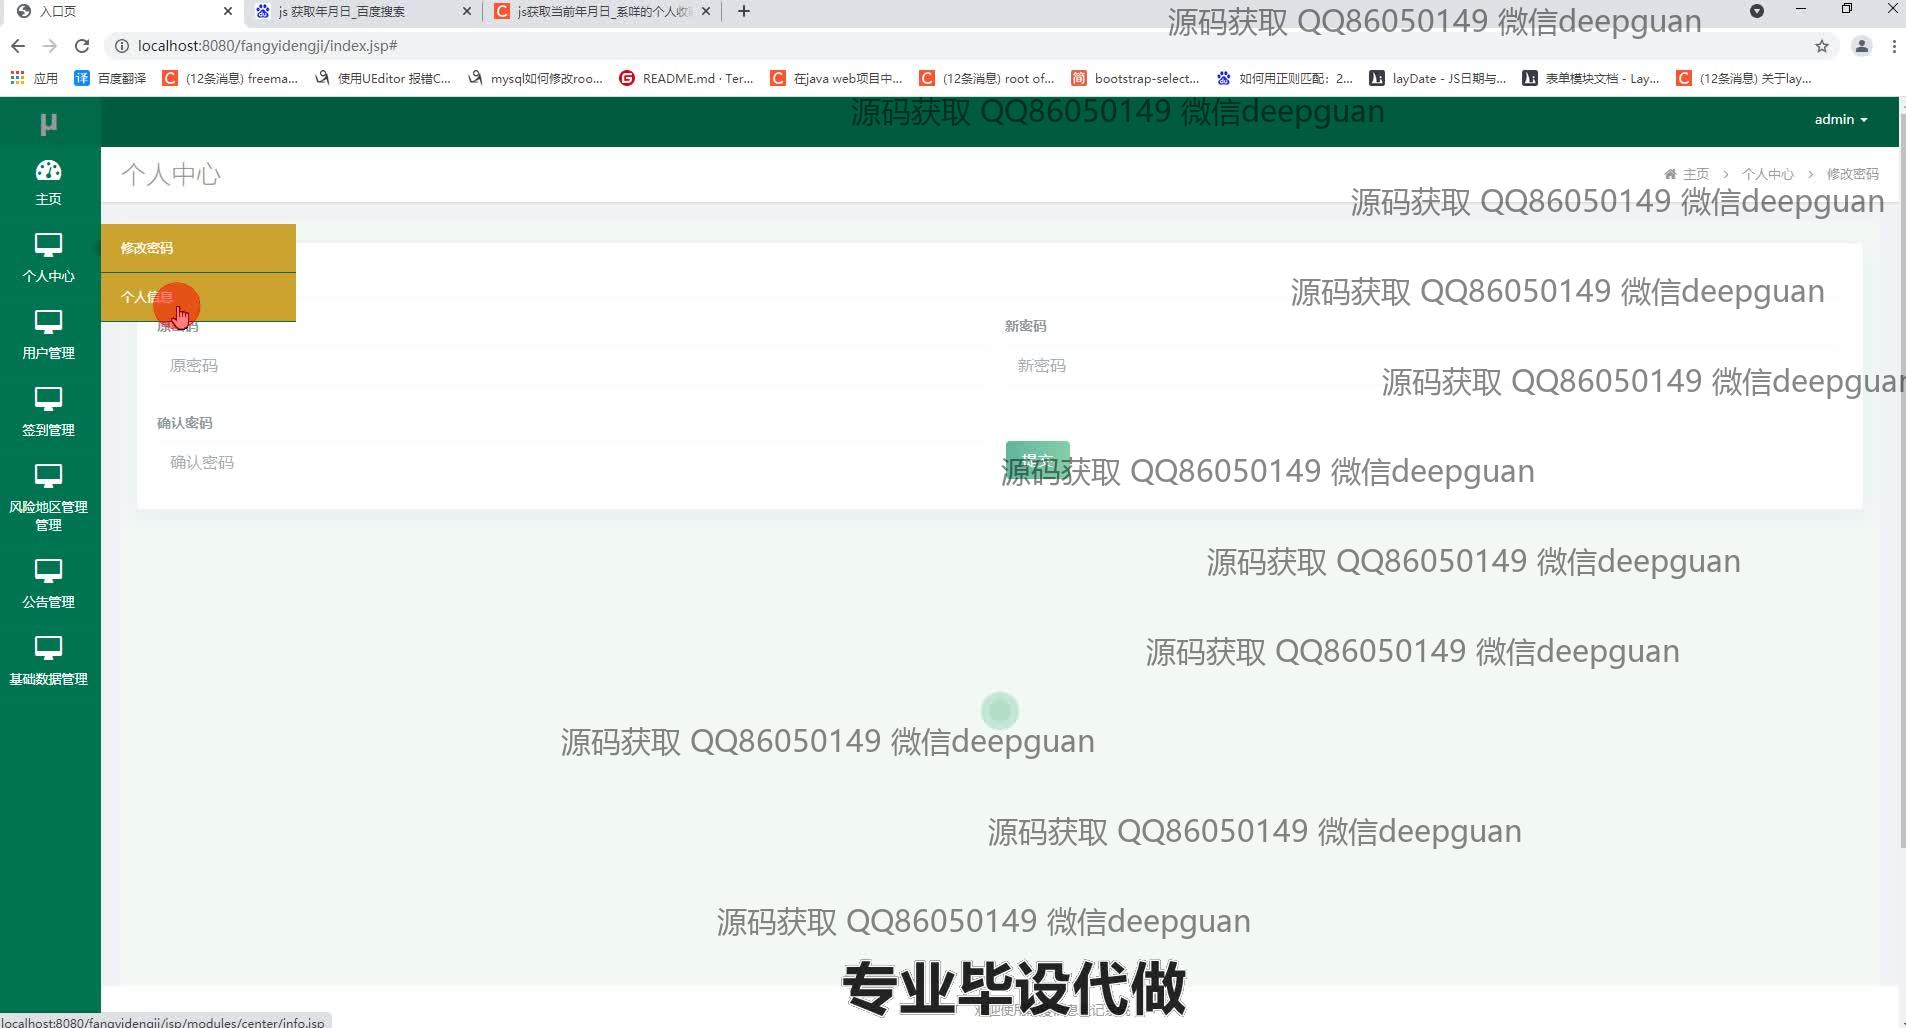 入口页
js 获取年月日_百度搜索
js获取当前年月日_系咩的个人收
源码获取 QQ86050149 微信deepguan
localhost:8080/fangyidengji/index.jsp#
应用
百度翻译
(12条消息) freema...
使用UEditor 报错C...
mysql如何修改roo...
README.md · Ter...
在java web项目中...
(12条消息) root of...
bootstrap-select...
如何用正则匹配；2...
layDate - JS日期与...
表单模块文档 - Lay...
(12条消息) 关于lay...
μ
源码获取 QQ86050149 微信deepguan
admin
个人中心
主页 > 个人中心 > 修改密码
源码获取 QQ86050149 微信deepguan
主页
个人中心
用户管理
签到管理
风险地区管理
管理
公告管理
基础数据管理
修改密码
个人信息
源码获取 QQ86050149 微信deepguan
原密码
新密码
原密码
新密码
源码获取 QQ86050149 微信deepguan
确认密码
确认密码
提交
源码获取 QQ86050149 微信deepguan
源码获取 QQ86050149 微信deepguan
源码获取 QQ86050149 微信deepguan
源码获取 QQ86050149 微信deepguan
源码获取 QQ86050149 微信deepguan
源码获取 QQ86050149 微信deepguan
专业毕设代做
localhost:8080/fangyidengji/jsp/modules/center/info.jsp